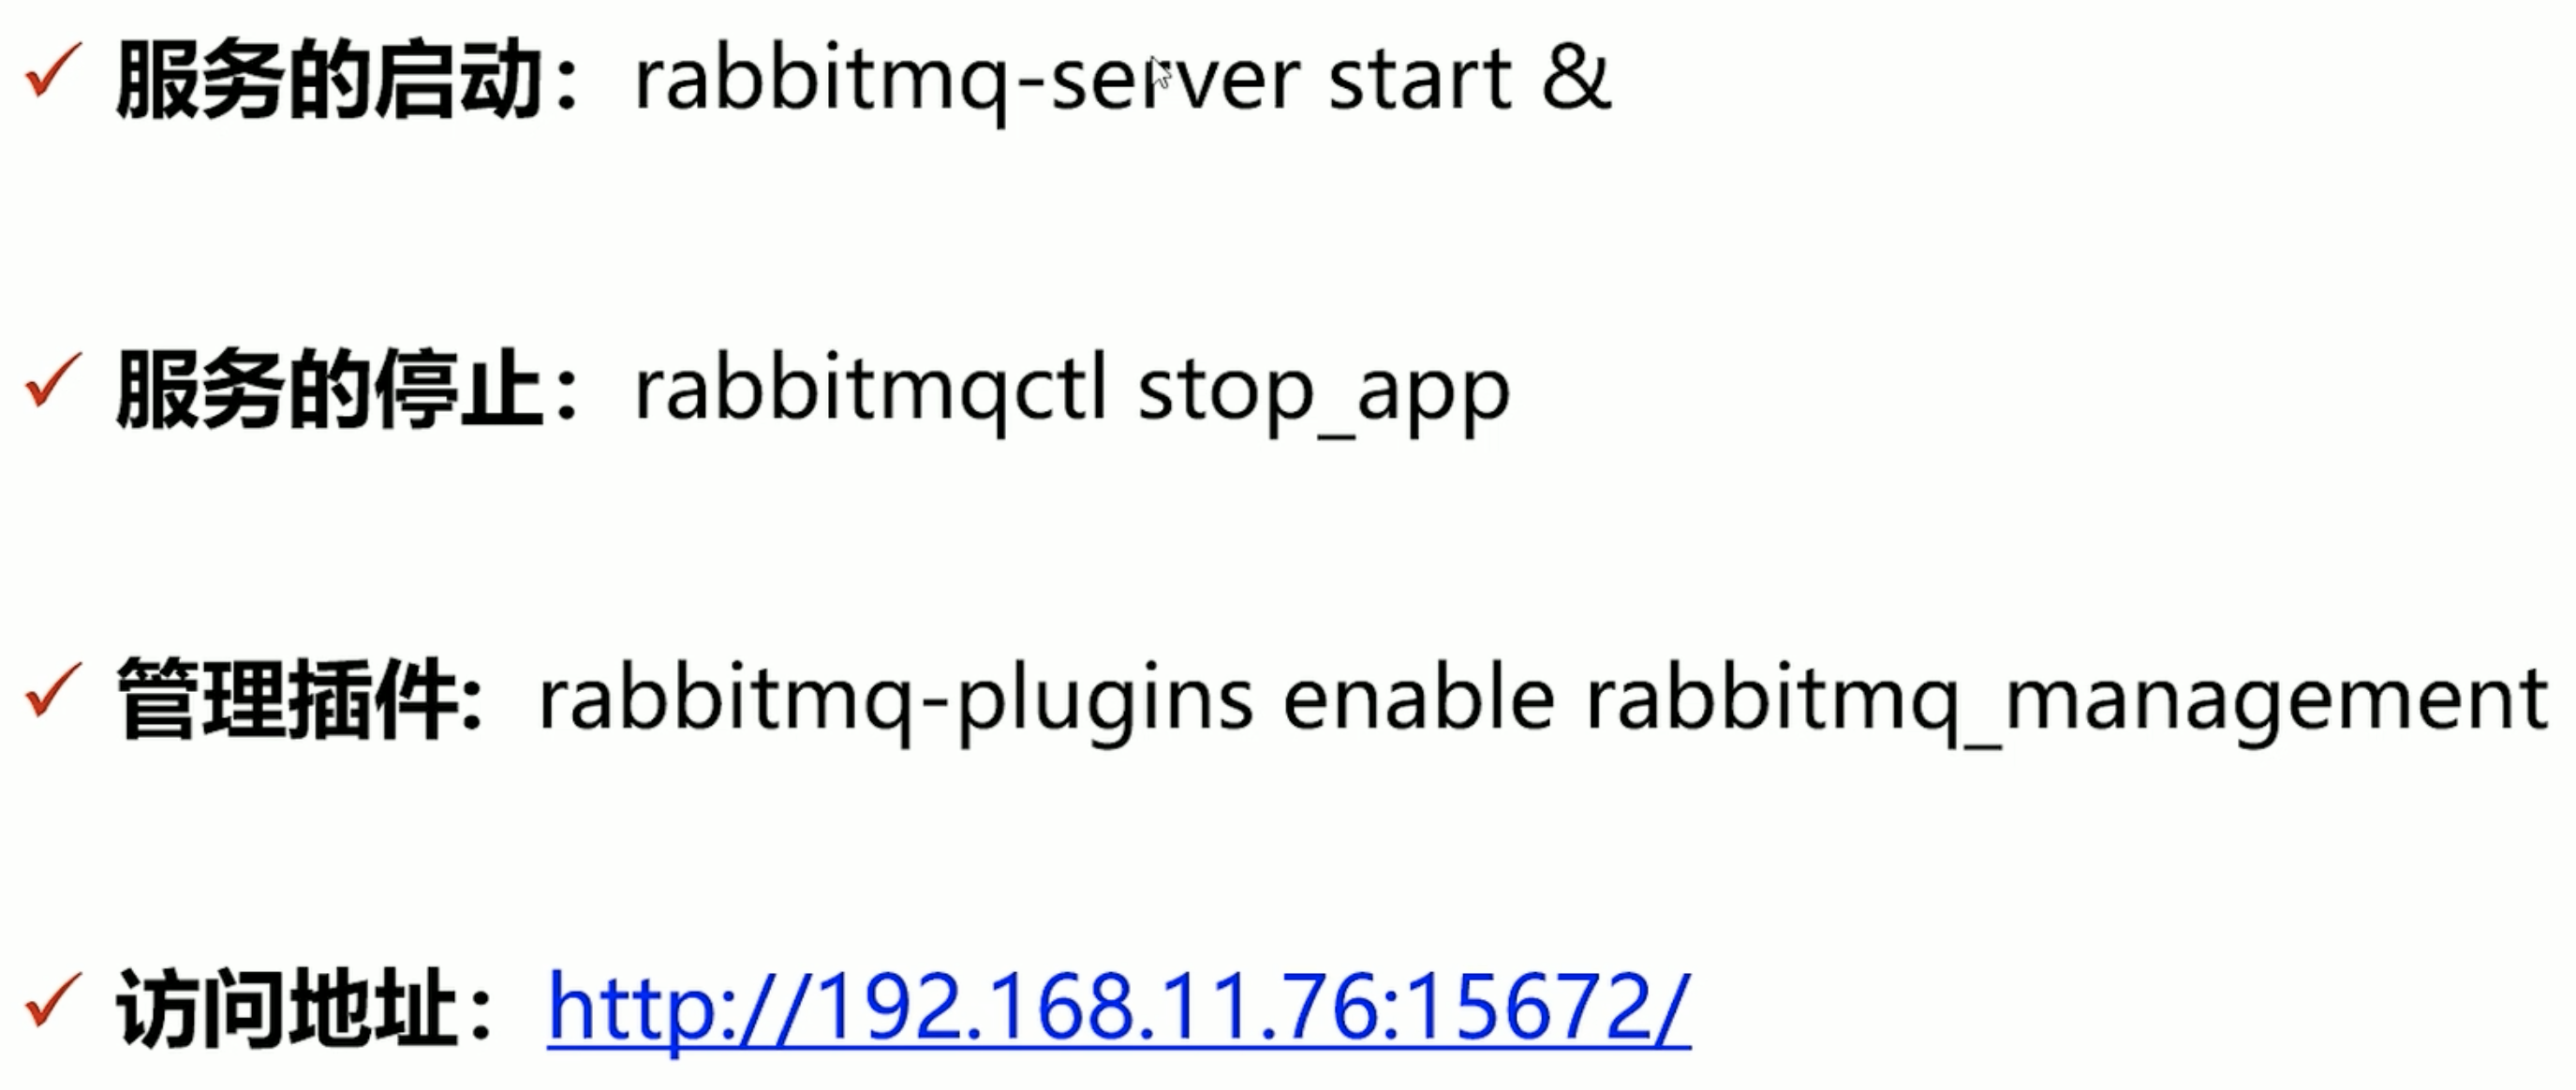 服务的启动：rabbitmq-server start &
服务的停止：rabbitmqctl stop_app
管理插件:  rabbitmq-plugins enable rabbitmq_management
访问地址：http://192.168.11.76:15672/